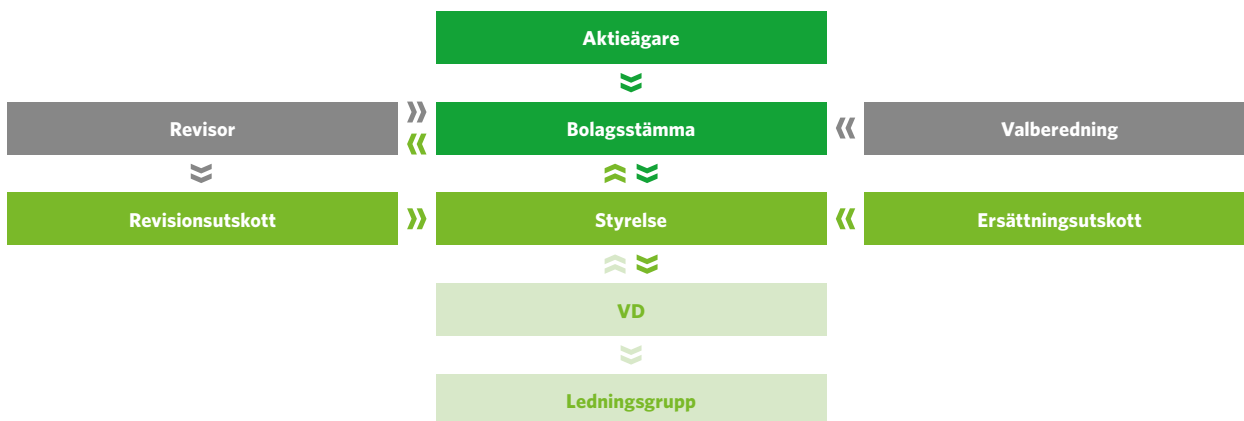 Aktieägare
Revisor
Bolagsstämma
Valberedning
Revisionsutskott
Styrelse
Ersättningsutskott
VD
Ledningsgrupp